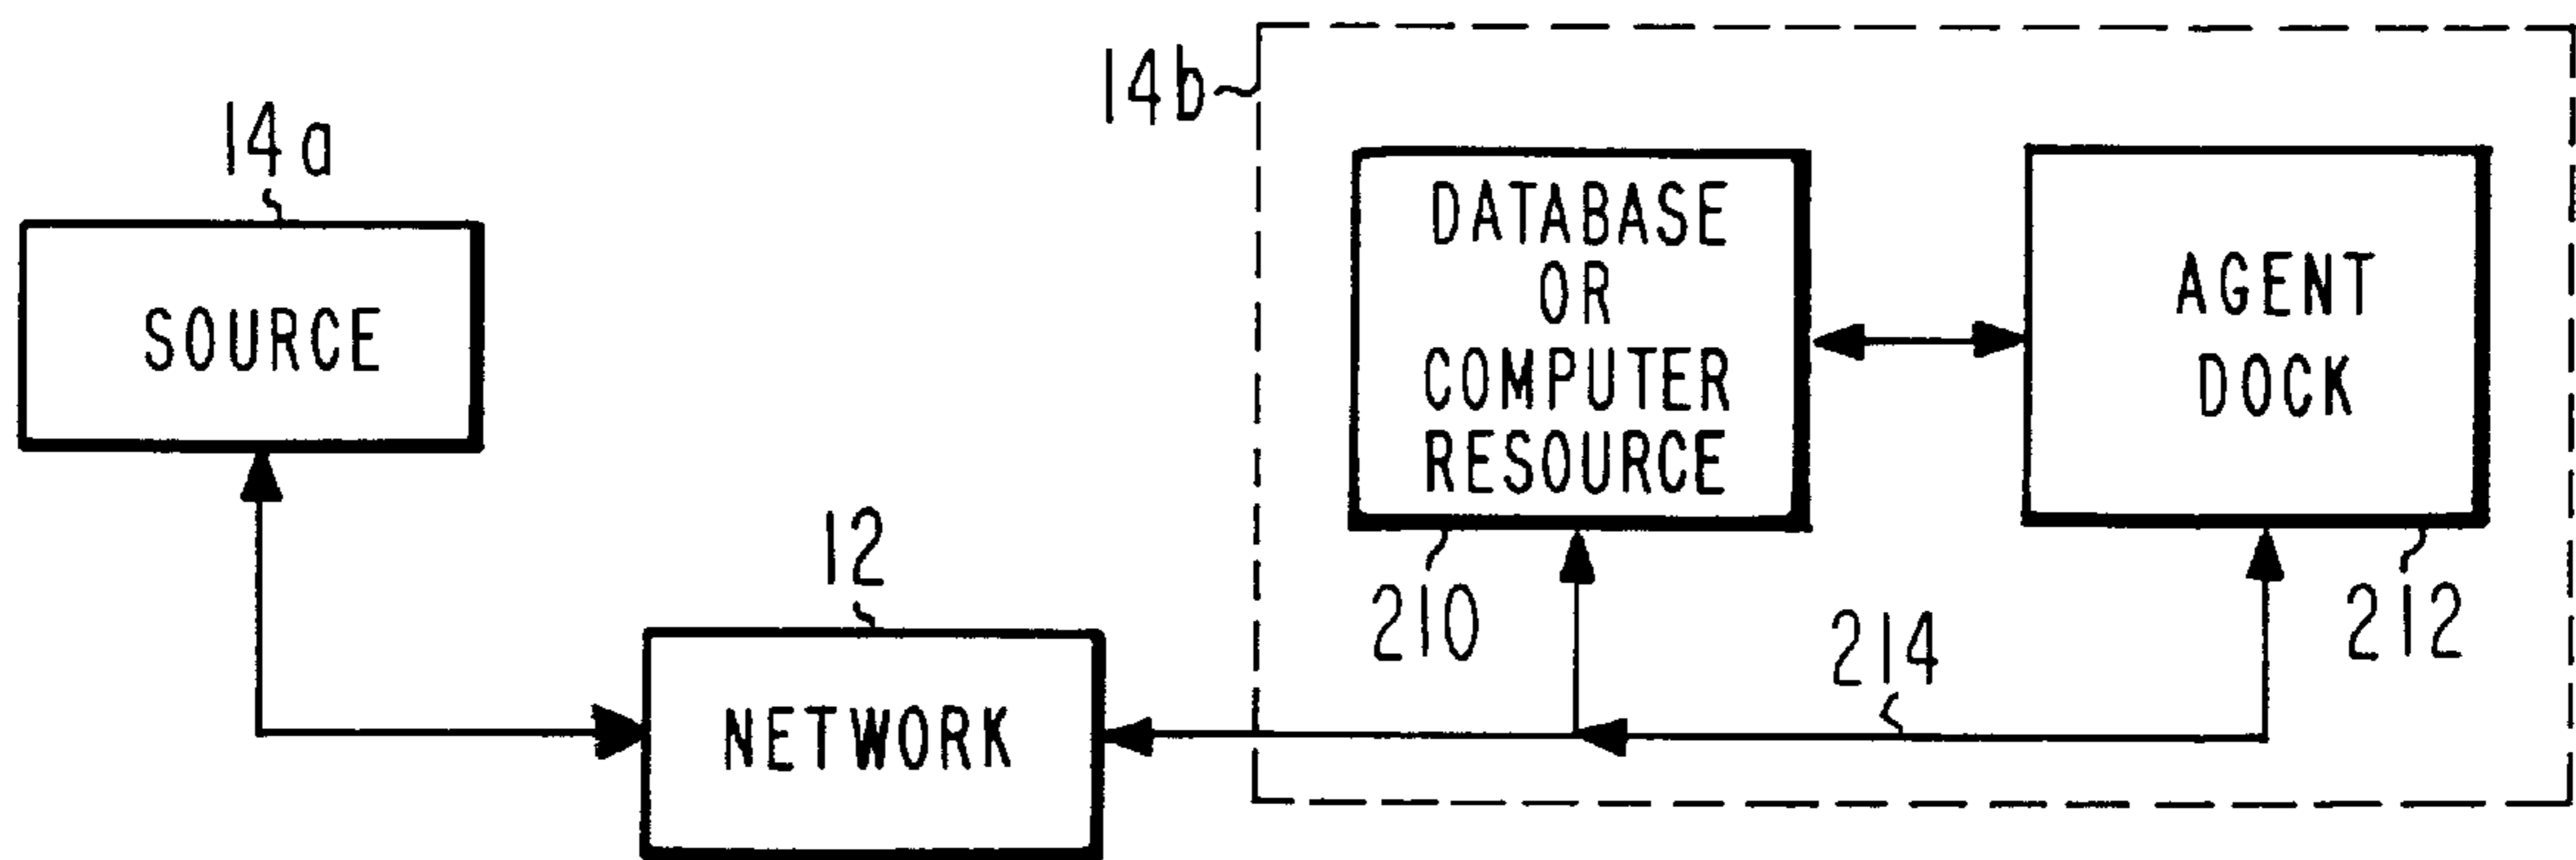 14a
SOURCE
12
NETWORK
14b
DATABASE
OR
COMPUTER
RESOURCE
210
AGENT
DOCK
212
214